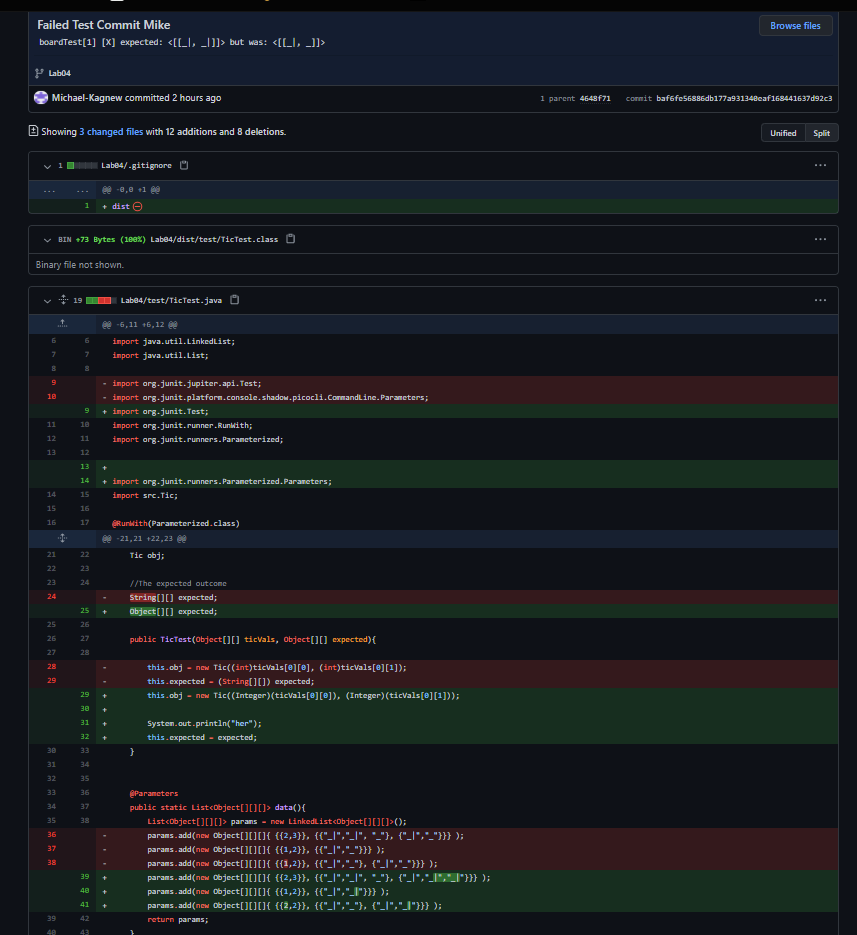 Failed Test Commit Mike
Browse files
boardTest[1] [X] expected: <[[_|, _|]]> but was: <[[_|, _]]>
Lab04
Michael-Kagnew committed 2 hours ago
1 parent 4648f71 commit baf6fe56886db177a931340eaf168441637d92c3
Showing 3 changed files with 12 additions and 8 deletions.
Unified Split
1 Lab04/.gitignore
... ... @@ -0,0 +1 @@
1 + dist
BIN +73 Bytes (100%) Lab04/dist/test/TicTest.class
Binary file not shown.
19 Lab04/test/TicTest.java
@@ -6,11 +6,12 @@
6 6 import java.util.LinkedList;
7 7 import java.util.List;
8 8
9 - import org.junit.jupiter.api.Test;
10 - import org.junit.platform.console.shadow.picocli.CommandLine.Parameters;
9 + import org.junit.Test;
11 10 import org.junit.runner.RunWith;
12 11 import org.junit.runners.Parameterized;
13 12
13 +
14 + import org.junit.runners.Parameterized.Parameters;
14 15 import src.Tic;
15 16
16 17 @RunWith(Parameterized.class)
@@ -21,21 +22,23 @@
21 22 Tic obj;
22 23
23 24 //The expected outcome
24 - String[][] expected;
25 + Object[][] expected;
25 26
26 27 public TicTest(Object[][] ticVals, Object[][] expected){
27 28
28 - this.obj = new Tic((int)ticVals[0][0], (int)ticVals[0][1]);
29 - this.expected = (String[][]) expected;
29 + this.obj = new Tic((Integer)(ticVals[0][0]), (Integer)(ticVals[0][1]));
30 +
31 + System.out.println("her");
32 + this.expected = expected;
30 33 }
31 34
32 35
33 36 @Parameters
34 37 public static List<Object[][][]> data(){
35 38 List<Object[][][]> params = new LinkedList<Object[][][]>();
36 - params.add(new Object[][][]{ {{2,3}}, {{"_|","_|", "_"}, {"_|","_"}}} );
37 - params.add(new Object[][][]{ {{1,2}}, {{"_|","_"}}} );
38 - params.add(new Object[][][]{ {{1,2}}, {{"_|","_"}, {"_|","_"}}} );
39 + params.add(new Object[][][]{ {{2,3}}, {{"_|","_|", "_"}, {"_|","_|","_|"}}} );
40 + params.add(new Object[][][]{ {{1,2}}, {{"_|","_|"}}} );
41 + params.add(new Object[][][]{ {{2,2}}, {{"_|","_"}, {"_|","_|"}}} );
39 42 return params;
40 43 }